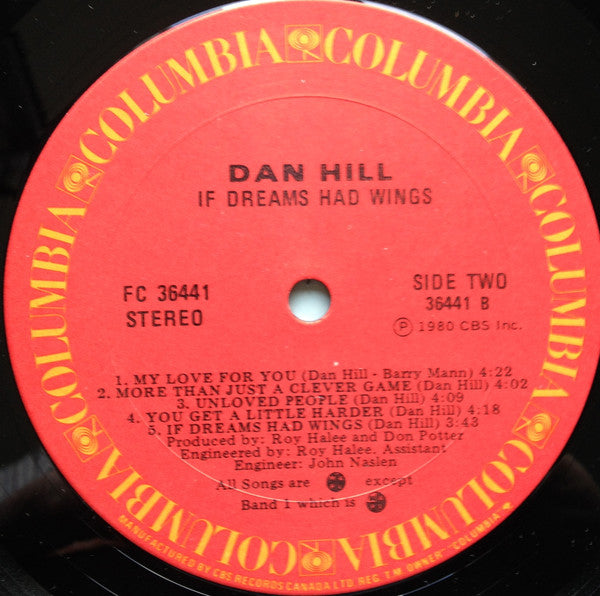 COLUMBIA COLUMBIA COLUMBIA COLUMBIA COLUMBIA COLUMBIA
DAN HILL
IF DREAMS HAD WINGS
FC 36441
STEREO
SIDE TWO
36441 B
Ⓟ 1980 CBS Inc.
1. MY LOVE FOR YOU (Dan Hill - Barry Mann) 4:22
2. MORE THAN JUST A CLEVER GAME (Dan Hill) 4:02
3. UNLOVED PEOPLE (Dan Hill) 4:09
4. YOU GET A LITTLE HARDER (Dan Hill) 4:18
5. IF DREAMS HAD WINGS (Dan Hill) 3:43
Produced by: Roy Halee and Don Potter
Engineered by: Roy Halee. Assistant
Engineer: John Naslen
All Songs are except
Band 1 which is
MANUFACTURED BY CBS RECORDS CANADA LTD REG. T.M. OWNER "COLUMBIA"